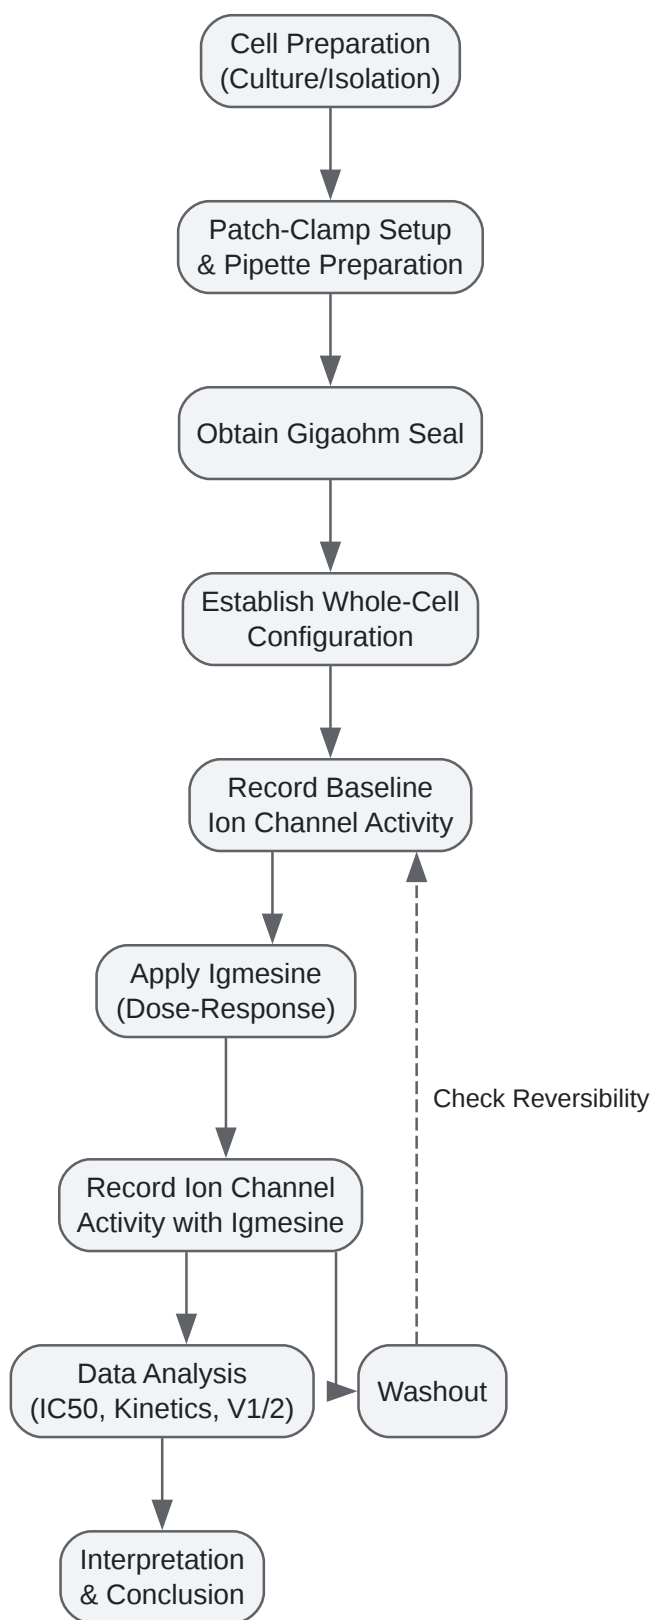 Cell Preparation
(Culture/Isolation)
Patch-Clamp Setup
& Pipette Preparation
Obtain Gigaohm Seal
Establish Whole-Cell
Configuration
Record Baseline
Ion Channel Activity
Apply Igmesine
(Dose-Response)
Check Reversibility
Record Ion Channel
Activity with Igmesine
Data Analysis
(IC50, Kinetics, V1/2)
Washout
Interpretation
& Conclusion